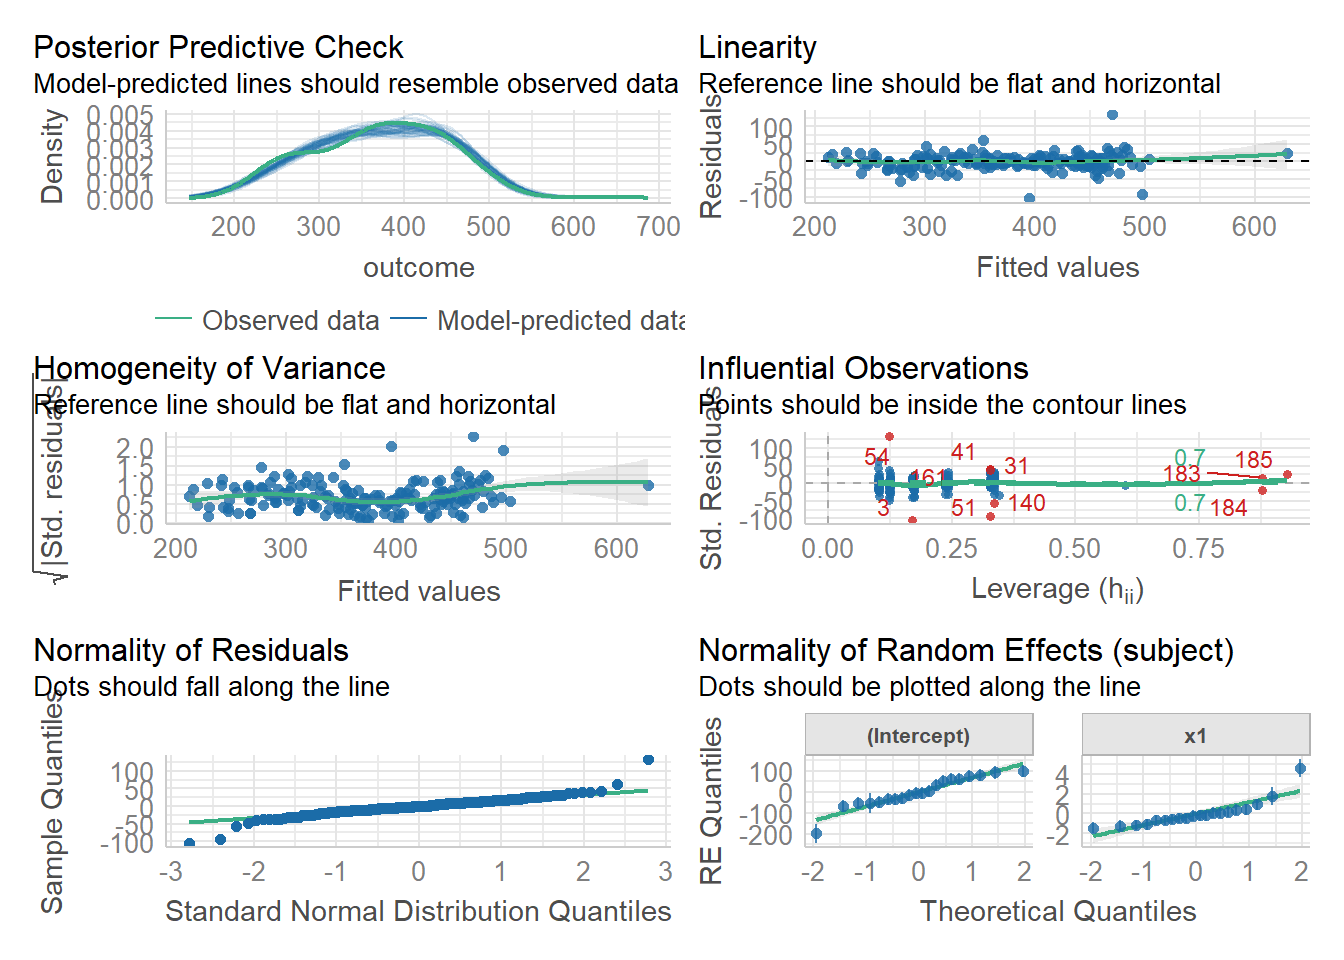 Posterior Predictive Check
Model-predicted lines should resemble observed data
Density
0.005
0.004
0.003
0.002
0.001
0.000
200 300 400 500 600 700
outcome
Observed data
Model-predicted data
Linearity
Reference line should be flat and horizontal
Residuals
100
50
0
-50
-100
200 300 400 500 600
Fitted values
Homogeneity of Variance
Reference line should be flat and horizontal
√|Std. residuals|
2.0
1.5
1.0
0.5
0.0
200 300 400 500 600
Fitted values
Influential Observations
Points should be inside the contour lines
Std. Residuals
100
50
0
-50
-100
54
161
41
31
0.7
183
185
3
51
140
0.7
184
0.00 0.25 0.50 0.75
Leverage (hii)
Normality of Residuals
Dots should fall along the line
Sample Quantiles
100
50
0
-50
-100
-3 -2 -1 0 1 2 3
Standard Normal Distribution Quantiles
Normality of Random Effects (subject)
Dots should be plotted along the line
RE Quantiles
(Intercept)
100
0
-100
-200
-2 -1 0 1 2
x1
4
2
0
-2
-2 -1 0 1 2
Theoretical Quantiles